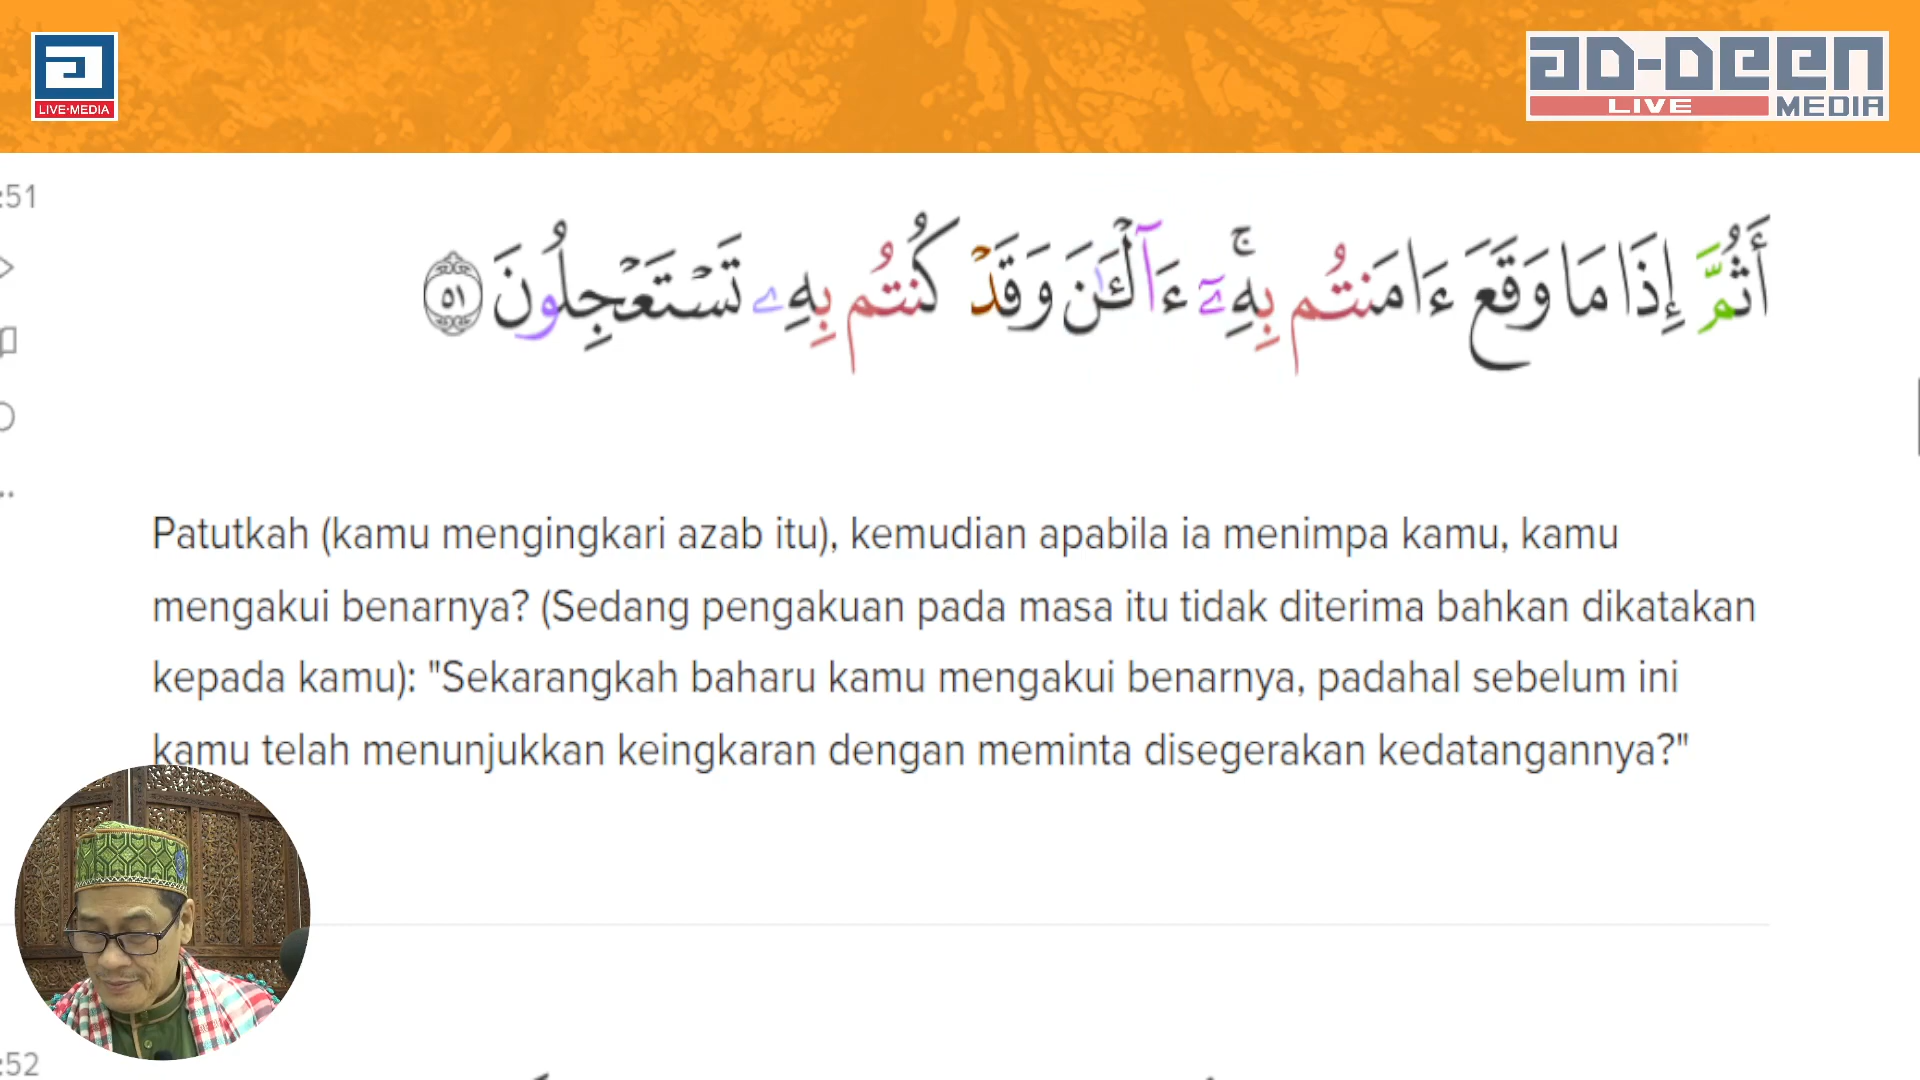 LIVE·MEDIA
AD-DEEN
LIVE MEDIA
:51
أَثُمَّ إِذَا مَا وَقَعَ ءَامَنتُم بِهِۦٓ ۚ ءَآلْـَٰٔنَ وَقَدْ كُنتُم بِهِۦ تَسْتَعْجِلُونَ ٥١
Patutkah (kamu mengingkari azab itu), kemudian apabila ia menimpa kamu, kamu
mengakui benarnya? (Sedang pengakuan pada masa itu tidak diterima bahkan dikatakan
kepada kamu): "Sekarangkah baharu kamu mengakui benarnya, padahal sebelum ini
kamu telah menunjukkan keingkaran dengan meminta disegerakan kedatangannya?"
:52